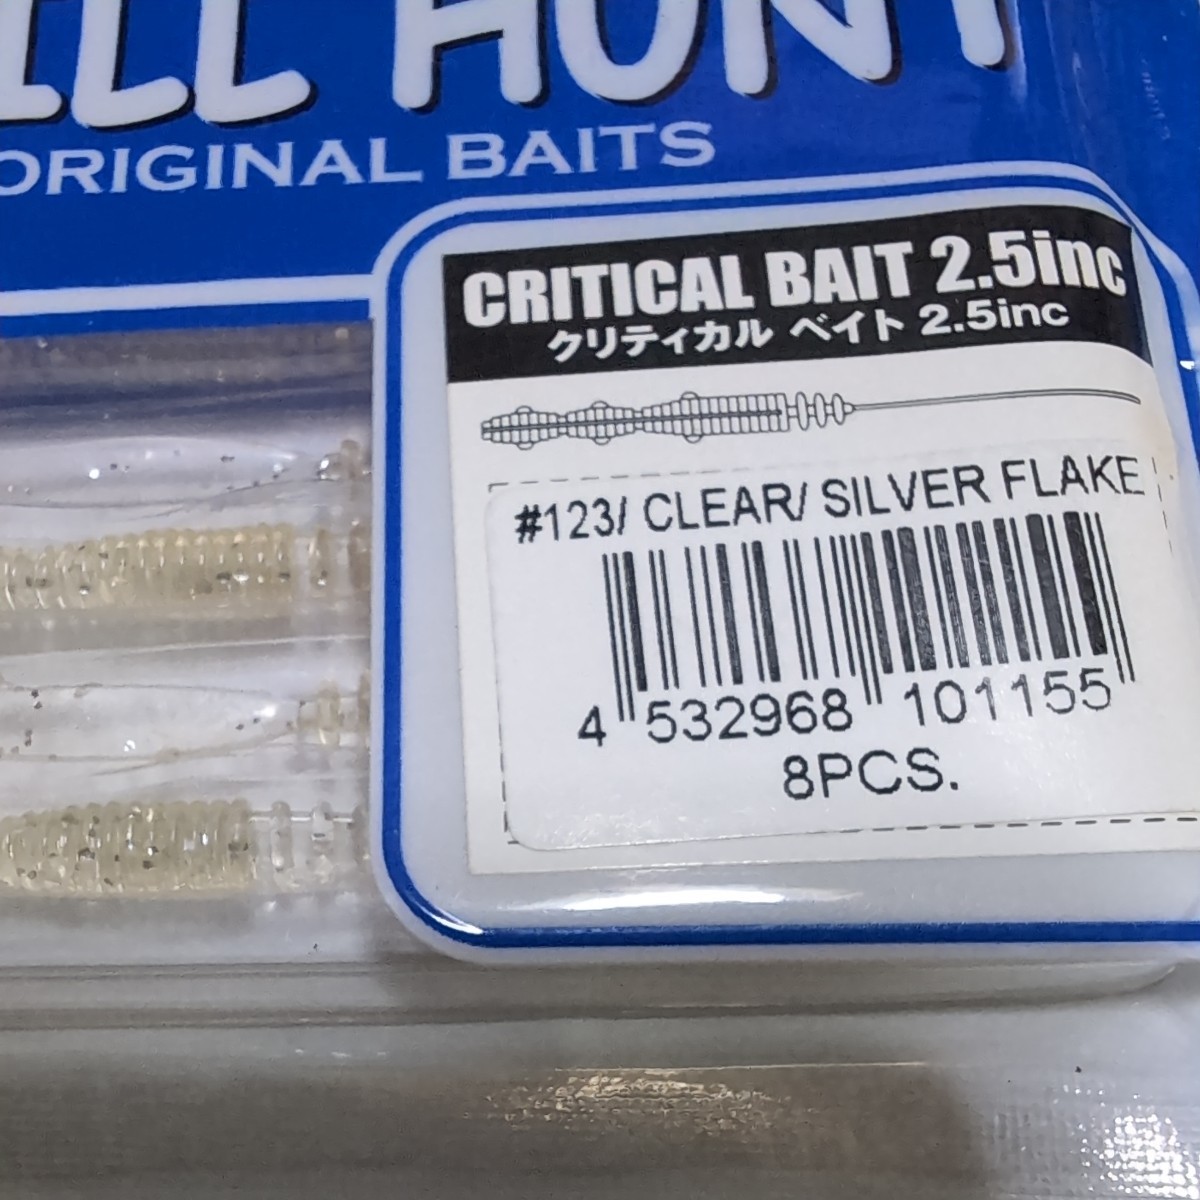 HUNT
ORIGINAL BAITS
CRITICAL BAIT 2.5inc
クリティカル ベイト 2.5inc
#123/ CLEAR/ SILVER FLAKE
4 532968 101155
8PCS.